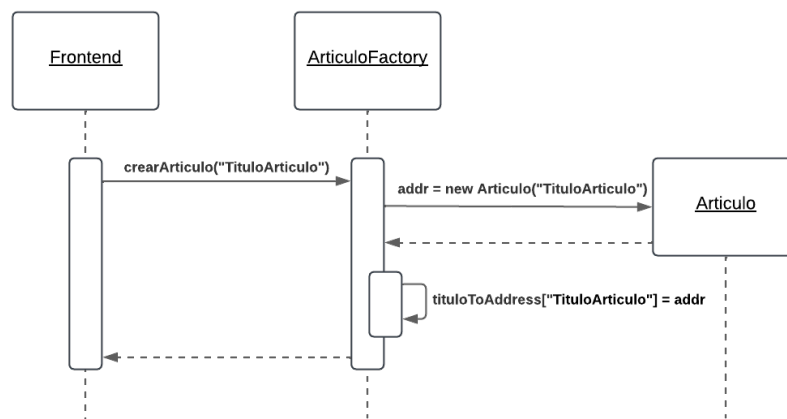 Frontend
ArticuloFactory
crearArticulo("TituloArticulo")
addr = new Articulo("TituloArticulo")
Articulo
tituloToAddress["TituloArticulo"] = addr